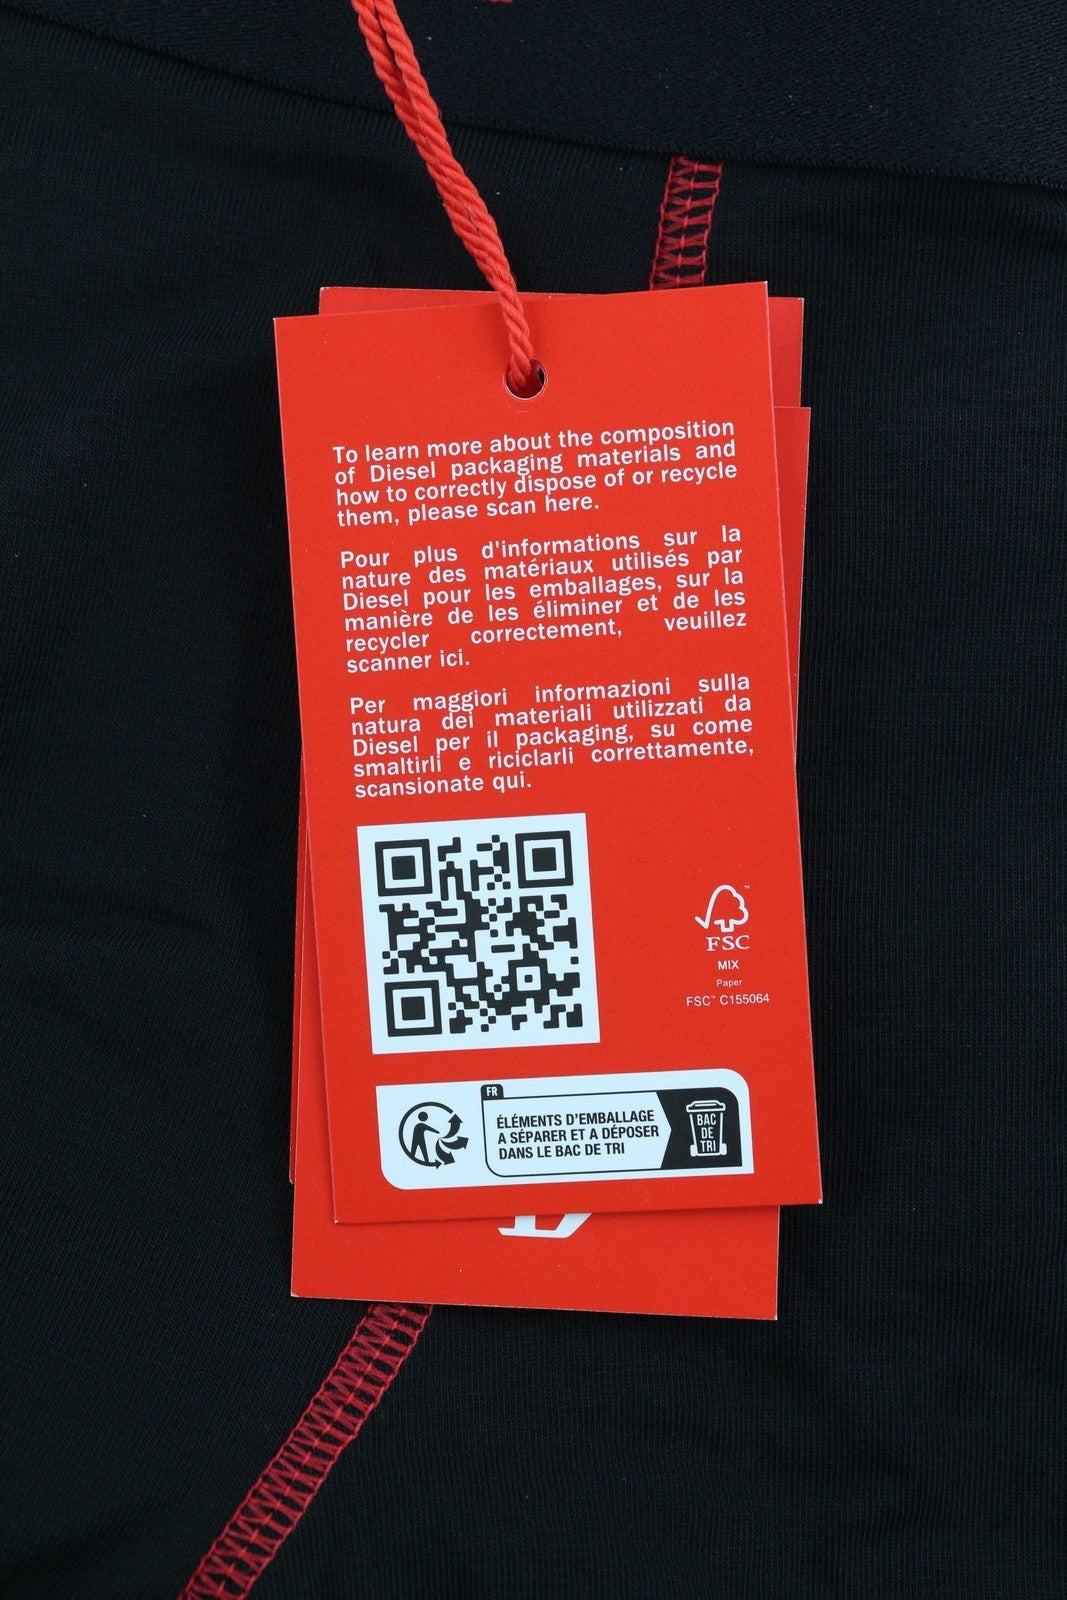 To learn more about the composition
of Diesel packaging materials and
how to correctly dispose of or recycle
them, please scan here.
Pour plus d'informations sur la
nature des matériaux utilisés par
Diesel pour les emballages, sur la
manière de les éliminer et de les
recycler correctement, veuillez
scanner ici.
Per maggiori informazioni sulla
natura dei materiali utilizzati da
Diesel per il packaging, su come
smaltirli e riciclarli correttamente,
scansionate qui.
™
FSC
MIX
Paper
FSC™ C155064
FR
ÉLÉMENTS D'EMBALLAGE
A SÉPARER ET A DÉPOSER
DANS LE BAC DE TRI
BAC
DE
TRI